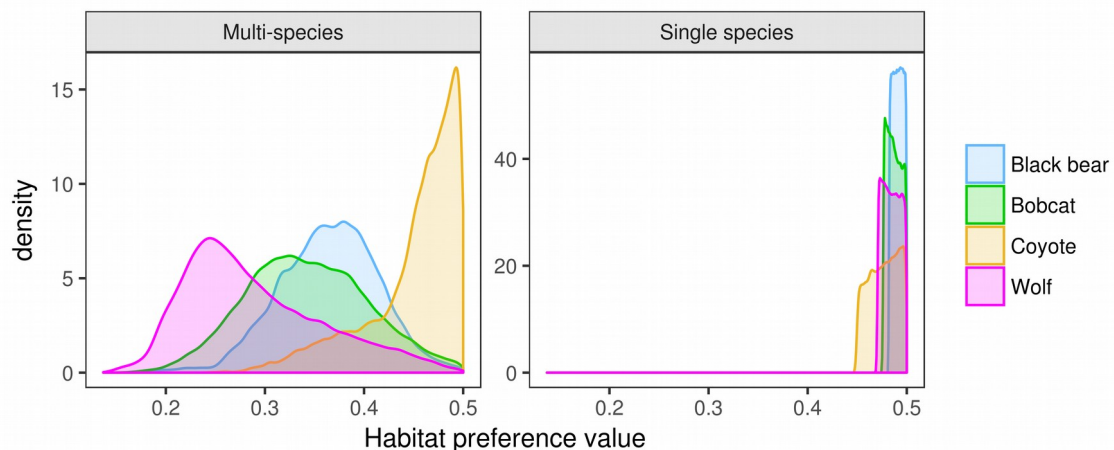 Multi-species
Single species
density
15
10
5
0
40
20
0
0.2 0.3 0.4 0.5
0.2 0.3 0.4 0.5
Habitat preference value
Black bear
Bobcat
Coyote
Wolf